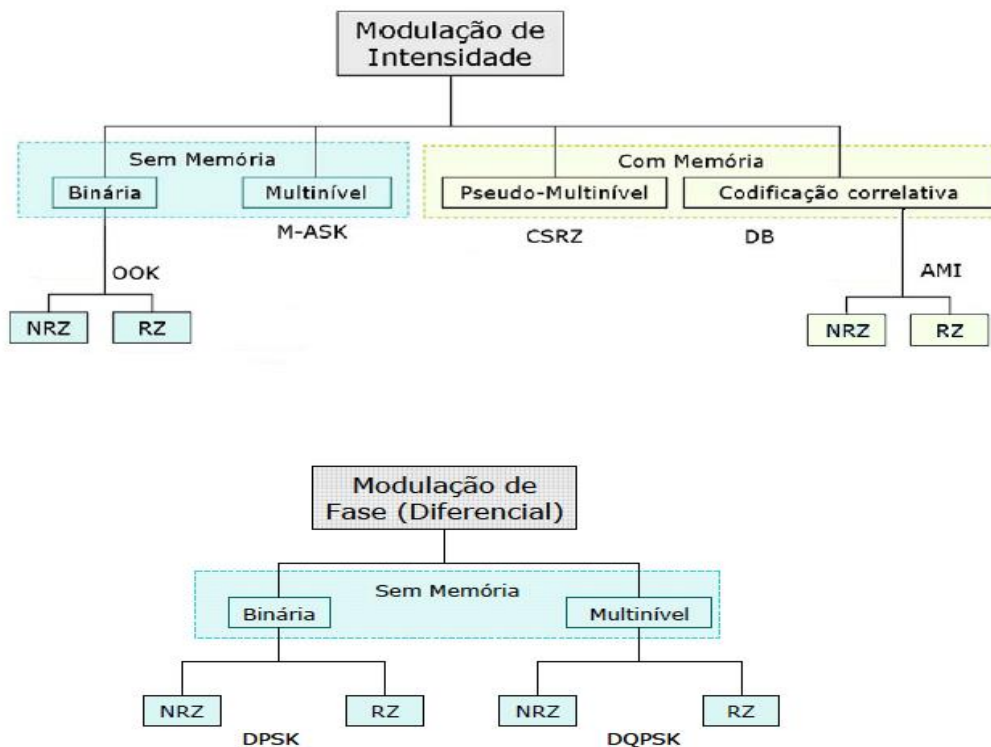 Modulação de
Intensidade
Sem Memória
Com Memória
Binária
Multinível
Pseudo-Multinível
Codificação correlativa
M-ASK
CSRZ
DB
OOK
AMI
NRZ
RZ
NRZ
RZ
Modulação de
Fase (Diferencial)
Sem Memória
Binária
Multinível
NRZ
RZ
NRZ
RZ
DPSK
DQPSK